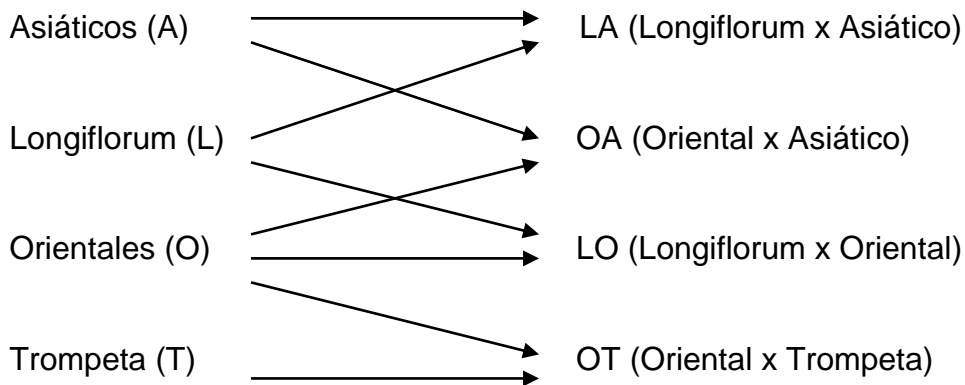 Asiáticos (A) LA (Longiflorum x Asiático)
Longiflorum (L) OA (Oriental x Asiático)
Orientales (O) LO (Longiflorum x Oriental)
Trompeta (T) OT (Oriental x Trompeta)